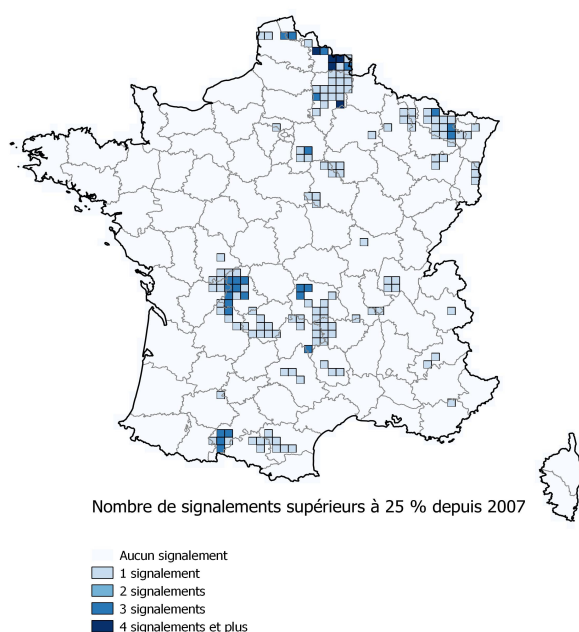 Nombre de signalements supérieurs à 25 % depuis 2007
Aucun signalement
1 signalement
2 signalements
3 signalements
4 signalements et plus